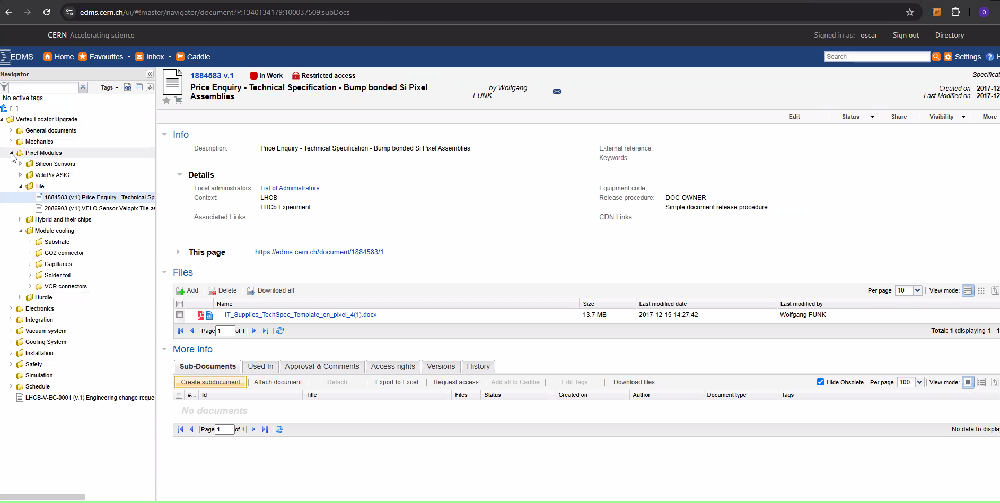 edms.cern.ch/ui/#!master/navigator/document?P:1340134179:100037509:subDocs
O
CERN Accelerating science
Signed in as: oscar Sign out Directory
EDMS Home Favourites Inbox Caddie
Search Settings
Navigator
Tags
No active tags.
[...]
Vertex Locator Upgrade
General documents
Mechanics
Pixel Modules
Silicon Sensors
VeloPix ASIC
Tile
1884583 (v.1) Price Enquiry - Technical Spe
2086903 (v.1) VELO Sensor-Velopix Tile as
Hybrid and their chips
Module cooling
Substrate
CO2 connector
Capillaries
Solder foil
VCR connectors
Hurdle
Electronics
Integration
Vacuum system
Cooling System
Installation
Safety
Simulation
Schedule
LHCB-V-EC-0001 (v.1) Engineering change reques
1884583 v.1 In Work Restricted access
Price Enquiry - Technical Specification - Bump bonded Si Pixel
Assemblies
by Wolfgang
FUNK
Specificat
Created on 2017-12
Last Modified on 2017-12
Edit Status Share Visibility More
Info
Description: Price Enquiry - Technical Specification - Bump bonded Si Pixel Assemblies
External reference:
Keywords:
Details
Local administrators: List of Administrators
Context: LHCB
LHCb Experiment
Associated Links:
Equipment code:
Release procedure: DOC-OWNER
Simple document release procedure
CDN Links:
This page https://edms.cern.ch/document/1884583/1
Files
Add Delete Download all
Per page 10 View mode:
Name Size Last modified date Last modified by
IT_Supplies_TechSpec_Template_en_pixel_4(1).docx 13.7 MB 2017-12-15 14:27:42 Wolfgang FUNK
Page 1 of 1
Total: 1 (displaying 1 - 1
More info
Sub-Documents Used In Approval & Comments Access rights Versions History
Create subdocument Attach document Detach Export to Excel Request access Add all to Caddie Edit Tags Download files
Hide Obsolete Per page 100 View mode:
#... Id Title Files Status Created on Author Document type Tags
No documents
Page 1 of 1
No data to displa